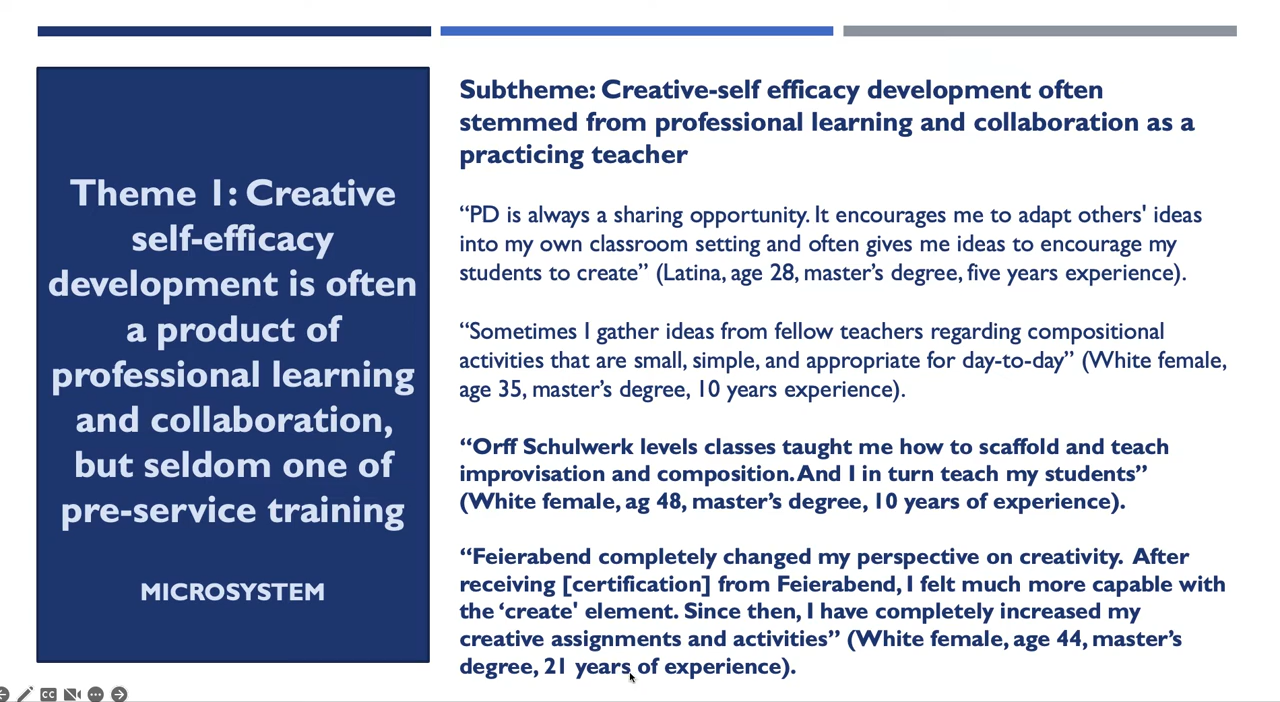 Theme 1: Creative
self-efficacy
development is often
a product of
professional learning
and collaboration,
but seldom one of
pre-service training
MICROSYSTEM
Subtheme: Creative-self efficacy development often
stemmed from professional learning and collaboration as a
practicing teacher
“PD is always a sharing opportunity. It encourages me to adapt others' ideas
into my own classroom setting and often gives me ideas to encourage my
students to create” (Latina, age 28, master’s degree, five years experience).
“Sometimes I gather ideas from fellow teachers regarding compositional
activities that are small, simple, and appropriate for day-to-day” (White female,
age 35, master’s degree, 10 years experience).
“Orff Schulwerk levels classes taught me how to scaffold and teach
improvisation and composition. And I in turn teach my students”
(White female, ag 48, master’s degree, 10 years of experience).
“Feierabend completely changed my perspective on creativity.  After
receiving [certification] from Feierabend, I felt much more capable with
the ‘create' element. Since then, I have completely increased my
creative assignments and activities” (White female, age 44, master’s
degree, 21 years of experience).
CC